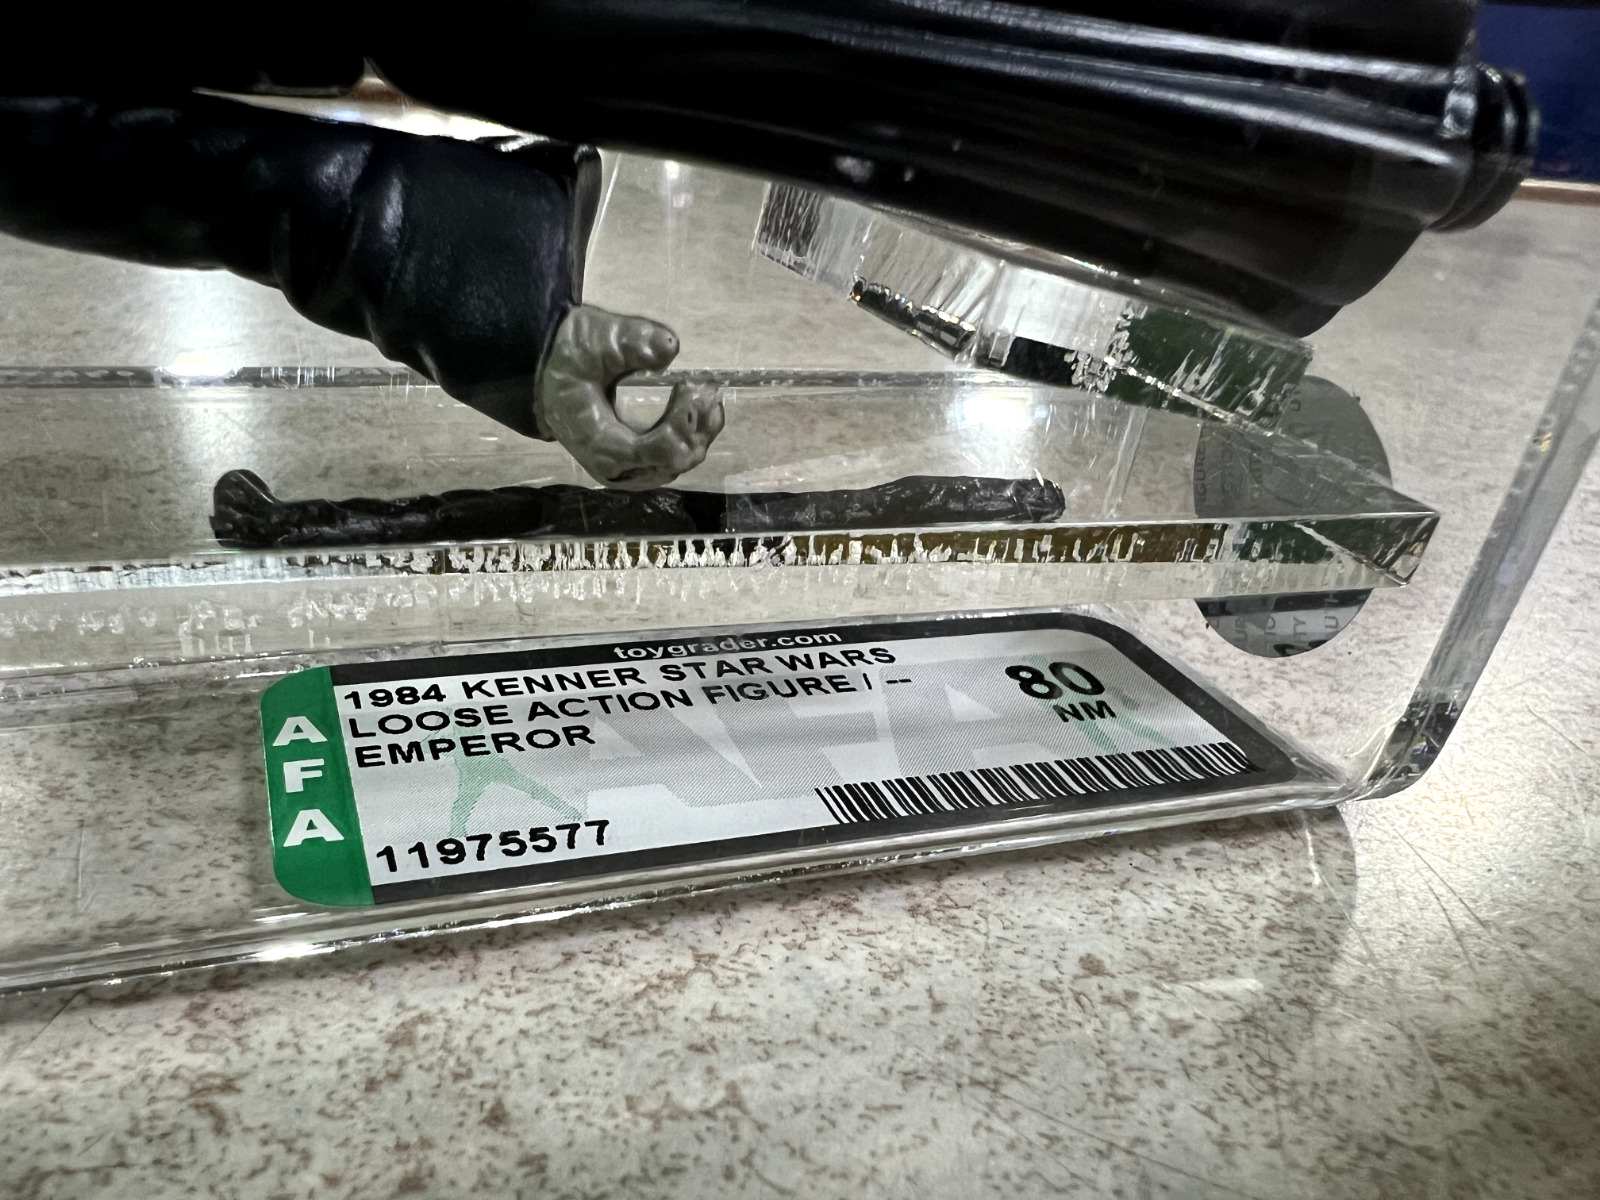 toygrader.com
1984 KENNER STAR WARS
LOOSE ACTION FIGURE / --
EMPEROR
80
NM
AFA
11975577